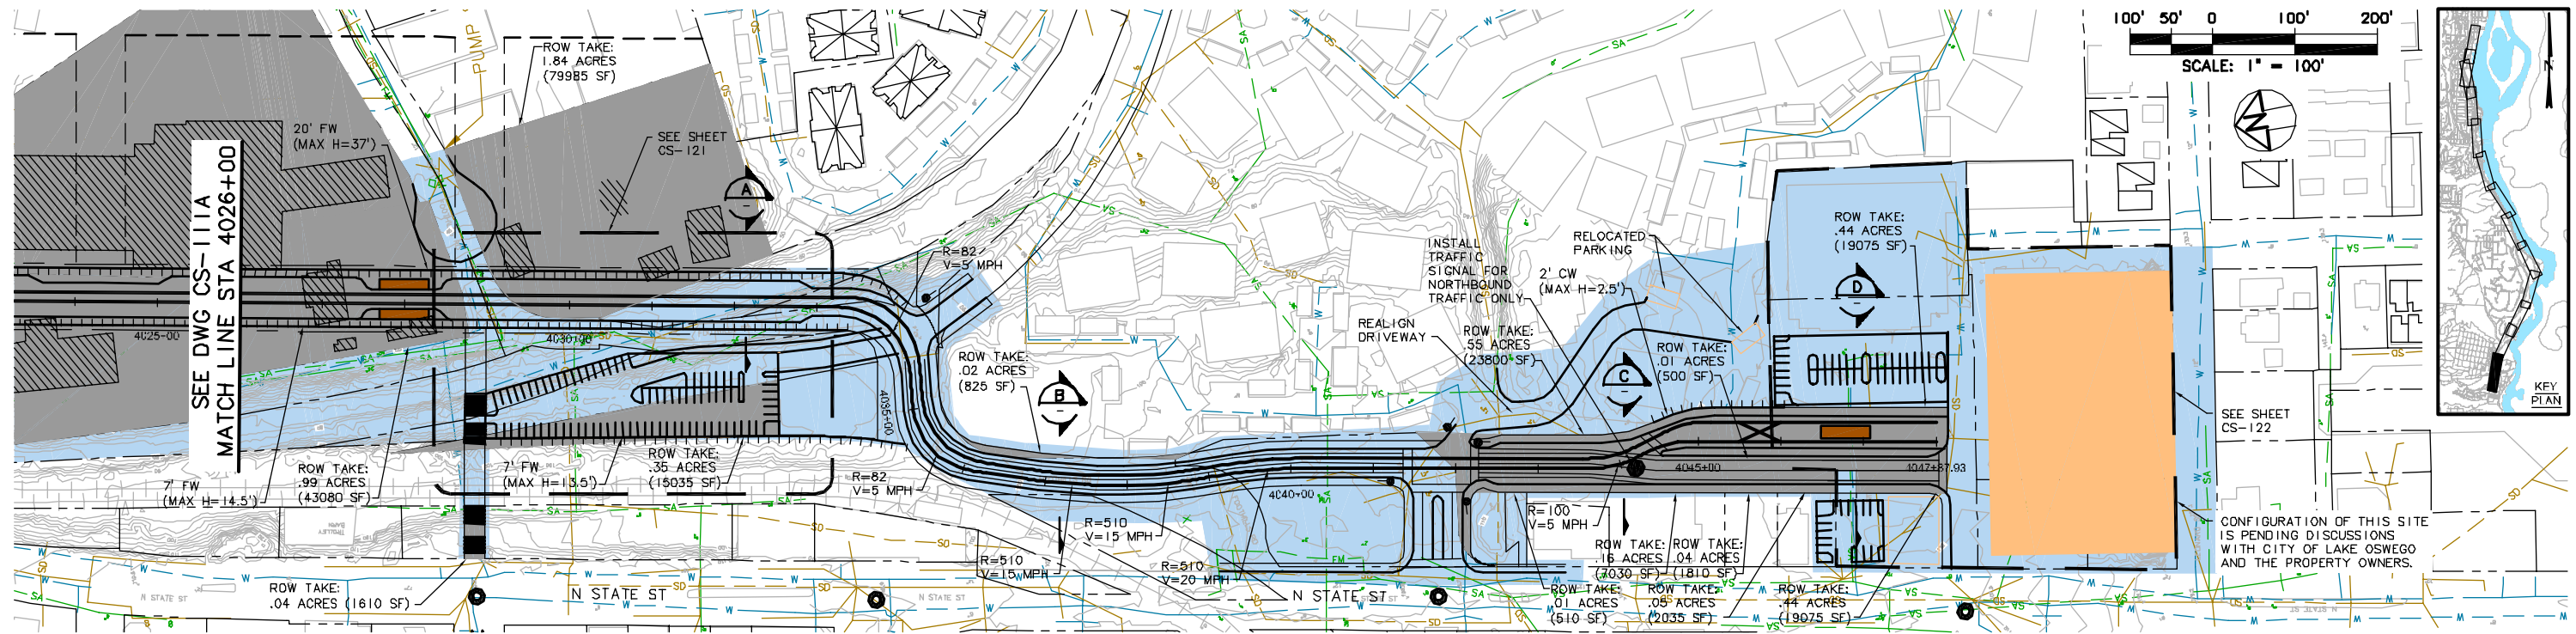 SEE DWG CS-111A
MATCH LINE STA 4026+00
PUMP
ROW TAKE:
1.84 ACRES
(79985 SF)
20' FW
(MAX H=37')
SEE SHEET
CS-121
A
4025+00
4030+00
7' FW
(MAX H=14.5')
ROW TAKE:
.99 ACRES
(43080 SF)
7' FW
(MAX H=13.5')
ROW TAKE:
.35 ACRES
(15035 SF)
ROW TAKE:
.04 ACRES (1610 SF)
N STATE ST
N STATE ST
R=82
V=5 MPH
4035+00
R=82
V=5 MPH
ROW TAKE:
.02 ACRES
(825 SF)
B
R=510
V=15 MPH
R=510
V=15 MPH
R=510
V=20 MPH
4040+00
N STATE ST
INSTALL
TRAFFIC
SIGNAL FOR
NORTHBOUND
TRAFFIC ONLY
REALIGN
DRIVEWAY
ROW TAKE:
.55 ACRES
(23800 SF)
2' CW
(MAX H=2.5')
RELOCATED
PARKING
C
ROW TAKE:
.01 ACRES
(500 SF)
ROW TAKE:
.44 ACRES
(19075 SF)
D
4045+00
4047+87.93
R=100
V=5 MPH
ROW TAKE:
.16 ACRES
(7030 SF)
ROW TAKE:
.04 ACRES
(1810 SF)
ROW TAKE:
.01 ACRES
(510 SF)
ROW TAKE:
.05 ACRES
(2035 SF)
ROW TAKE:
.44 ACRES
(19075 SF)
100' 50' 0 100' 200'
SCALE: 1" = 100'
N
KEY
PLAN
SEE SHEET
CS-122
CONFIGURATION OF THIS SITE
IS PENDING DISCUSSIONS
WITH CITY OF LAKE OSWEGO
AND THE PROPERTY OWNERS.